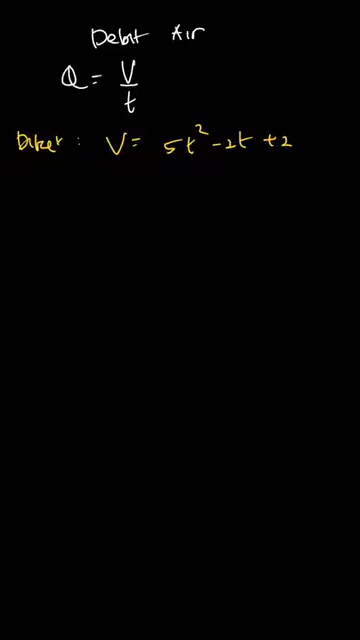 Debit Air
Q = V/t
Diket : V = 5t² - 2t + 2